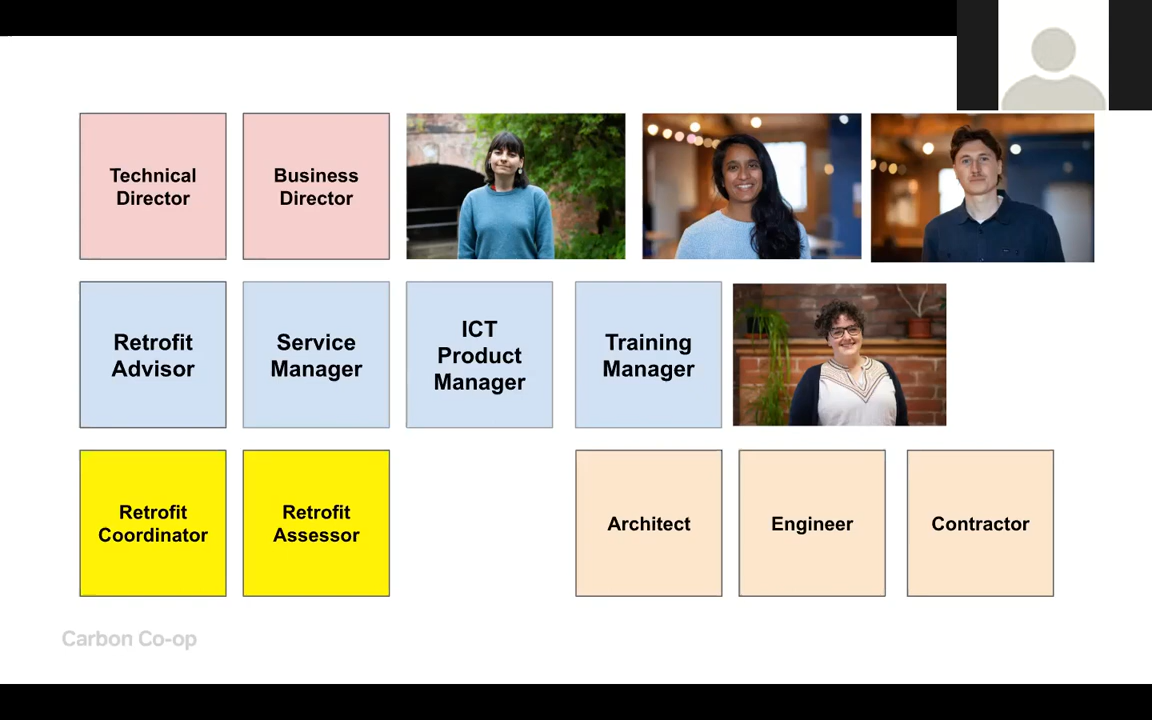 Technical
Director
Business
Director
Retrofit
Advisor
Service
Manager
ICT
Product
Manager
Training
Manager
Retrofit
Coordinator
Retrofit
Assessor
Architect
Engineer
Contractor
Carbon Co-op